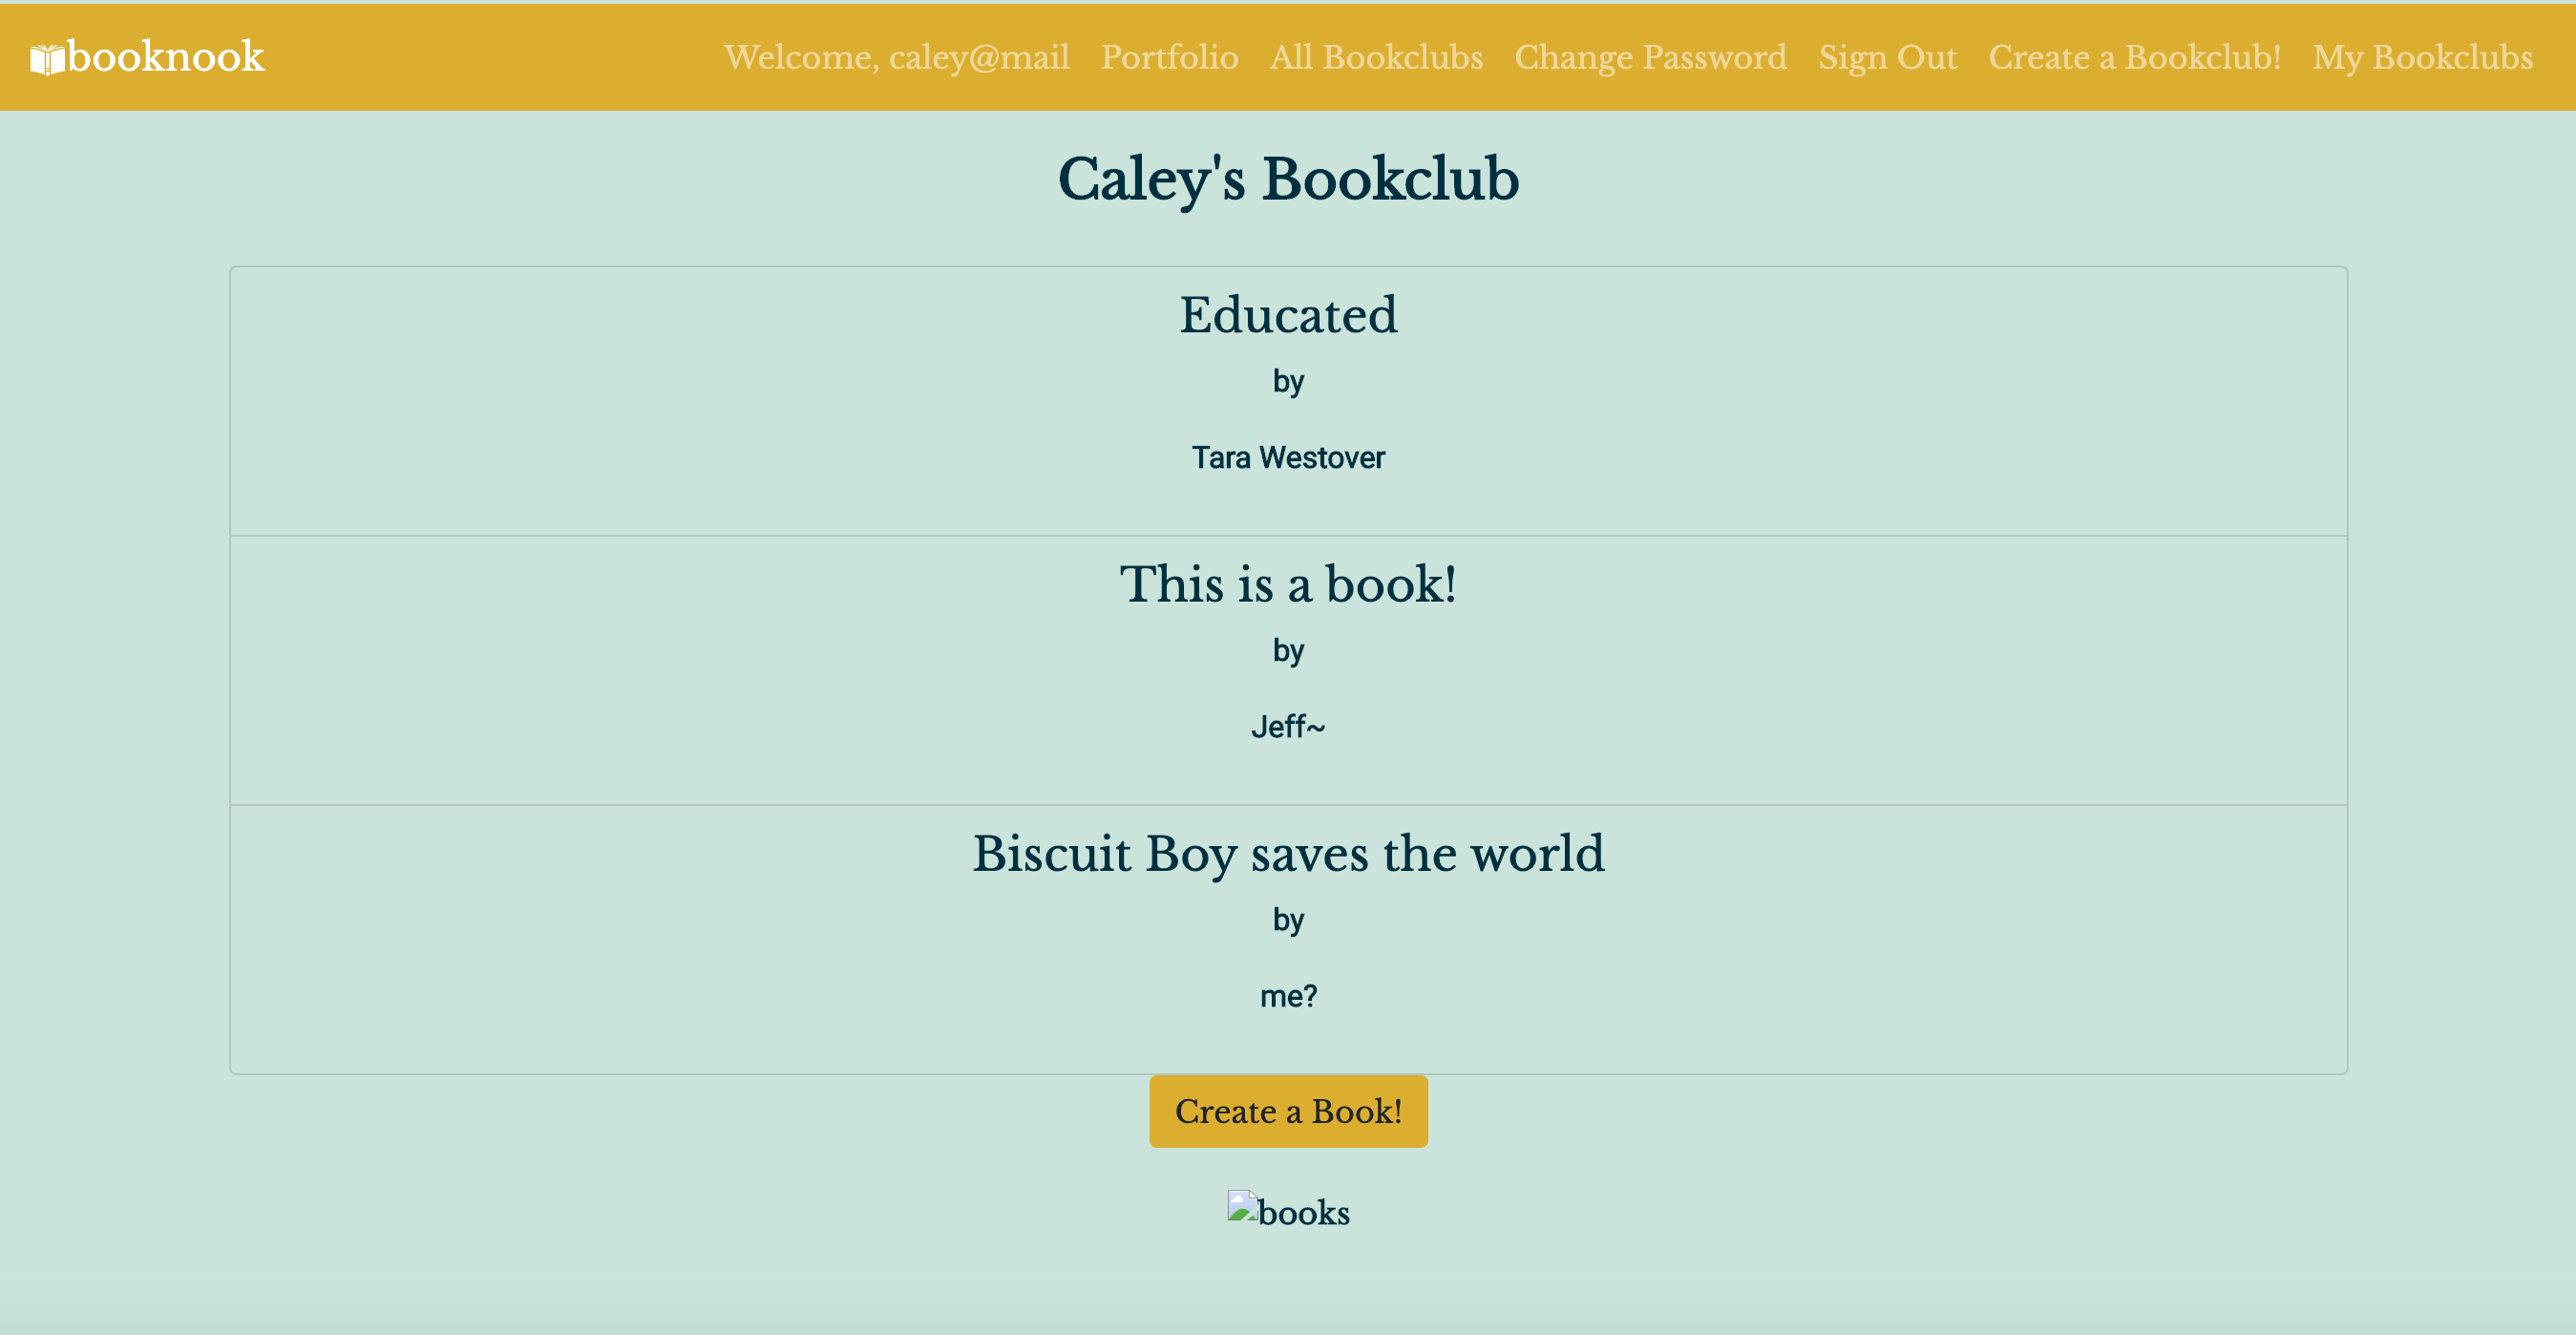 booknook
Welcome, caley@mail Portfolio All Bookclubs Change Password Sign Out Create a Bookclub! My Bookclubs
Caley's Bookclub
Educated
by
Tara Westover
This is a book!
by
Jeff~
Biscuit Boy saves the world
by
me?
Create a Book!
books